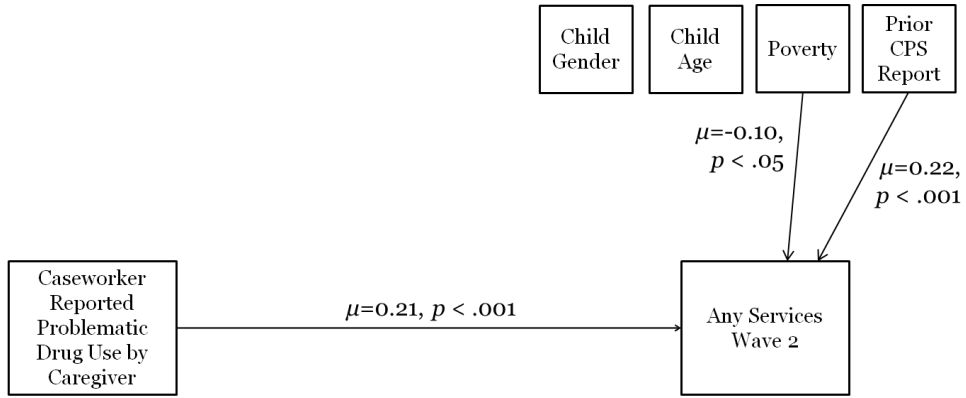 Child
Gender
Child
Age
Poverty
Prior
CPS
Report
μ=-0.10,
p < .05
μ=0.22,
p < .001
Caseworker
Reported
Problematic
Drug Use by
Caregiver
μ=0.21, p < .001
Any Services
Wave 2